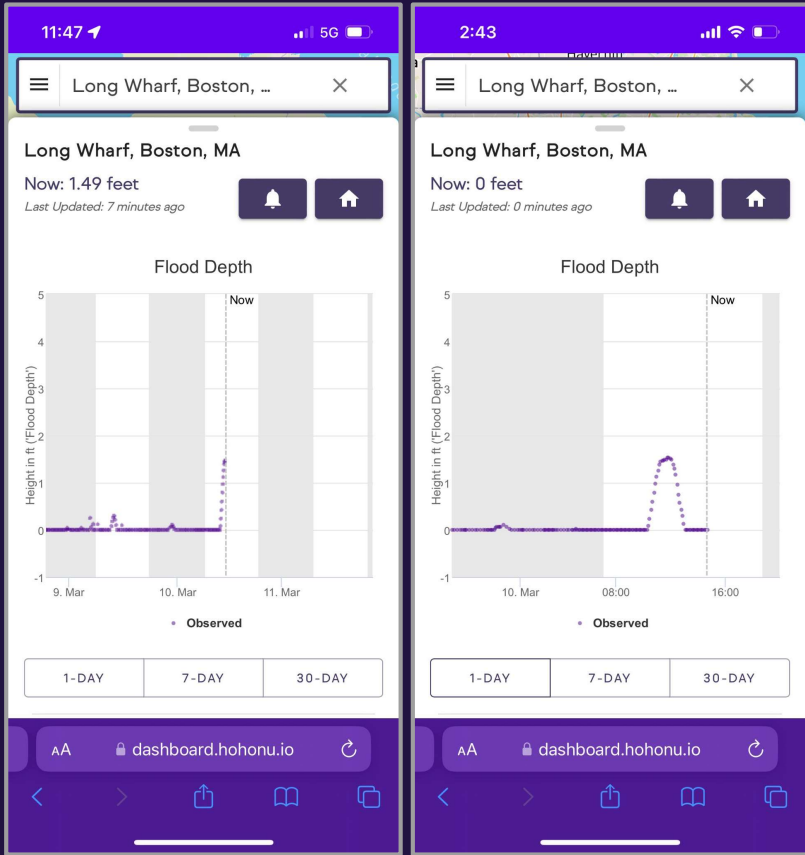 11:47
5G
Long Wharf, Boston, ...
Long Wharf, Boston, MA
Now: 1.49 feet
Last Updated: 7 minutes ago
Flood Depth
Height in ft ('Flood Depth')
5
4
3
2
1
0
-1
Now
9. Mar
10. Mar
11. Mar
Observed
1-DAY
7-DAY
30-DAY
AA
dashboard.hohonu.io
2:43
Long Wharf, Boston, ...
Long Wharf, Boston, MA
Now: 0 feet
Last Updated: 0 minutes ago
Flood Depth
Height in ft ('Flood Depth')
5
4
3
2
1
0
-1
Now
10. Mar
08:00
16:00
Observed
1-DAY
7-DAY
30-DAY
AA
dashboard.hohonu.io